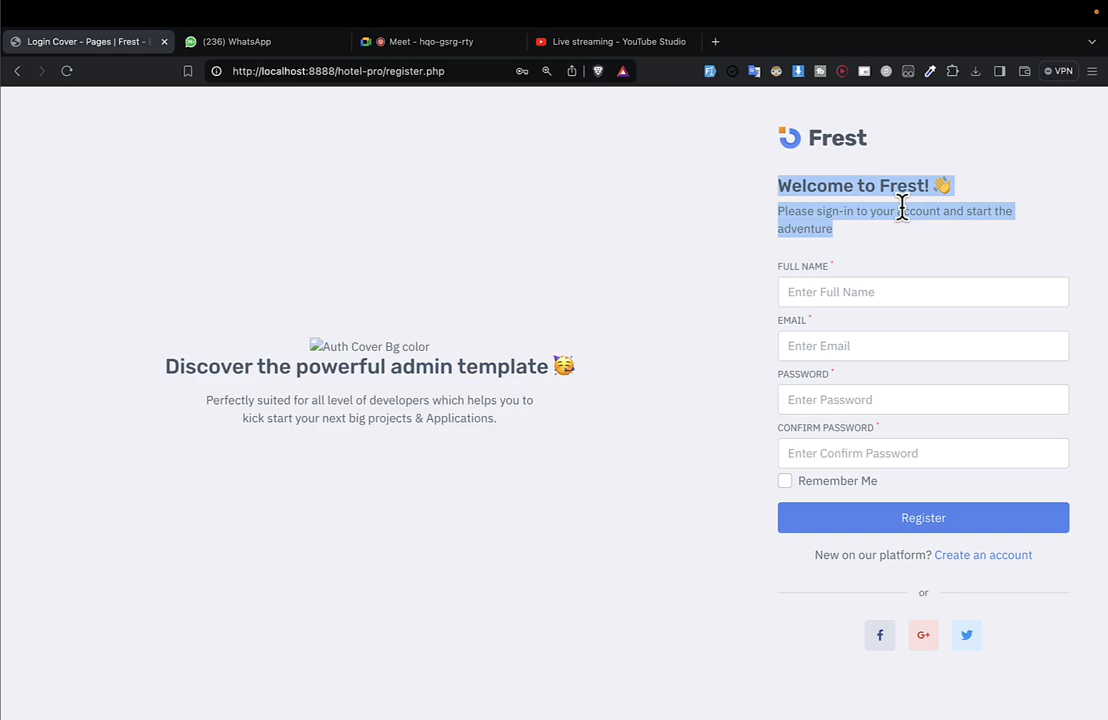 Login Cover - Pages | Frest -
(236) WhatsApp
Meet - hqo-gsrg-rty
Live streaming - YouTube Studio
http://localhost:8888/hotel-pro/register.php
VPN
Frest
Welcome to Frest! 👋
Please sign-in to your account and start the
adventure
FULL NAME *
Enter Full Name
EMAIL *
Enter Email
PASSWORD *
Enter Password
CONFIRM PASSWORD *
Enter Confirm Password
Remember Me
Register
New on our platform? Create an account
or
Auth Cover Bg color
Discover the powerful admin template 🥳
Perfectly suited for all level of developers which helps you to
kick start your next big projects & Applications.